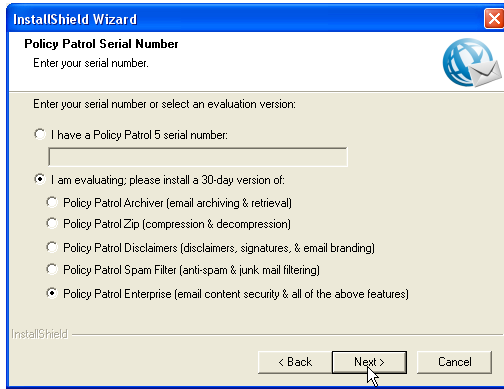 InstallShield Wizard
Policy Patrol Serial Number
Enter your serial number.
Enter your serial number or select an evaluation version:
I have a Policy Patrol 5 serial number:
I am evaluating; please install a 30-day version of:
Policy Patrol Archiver (email archiving & retrieval)
Policy Patrol Zip (compression & decompression)
Policy Patrol Disclaimers (disclaimers, signatures, & email branding)
Policy Patrol Spam Filter (anti-spam & junk mail filtering)
Policy Patrol Enterprise (email content security & all of the above features)
InstallShield
< Back
Next >
Cancel